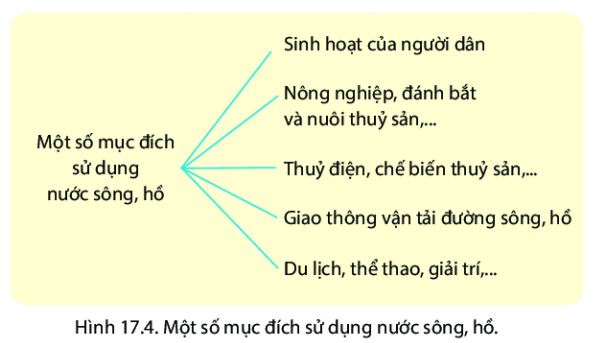 Sinh hoạt của người dân
Nông nghiệp, đánh bắt
và nuôi thuỷ sản,...
Một số mục đích
sử dụng
nước sông, hồ
Thuỷ điện, chế biến thuỷ sản,...
Giao thông vận tải đường sông, hồ
Du lịch, thể thao, giải trí,...
Hình 17.4. Một số mục đích sử dụng nước sông, hồ.